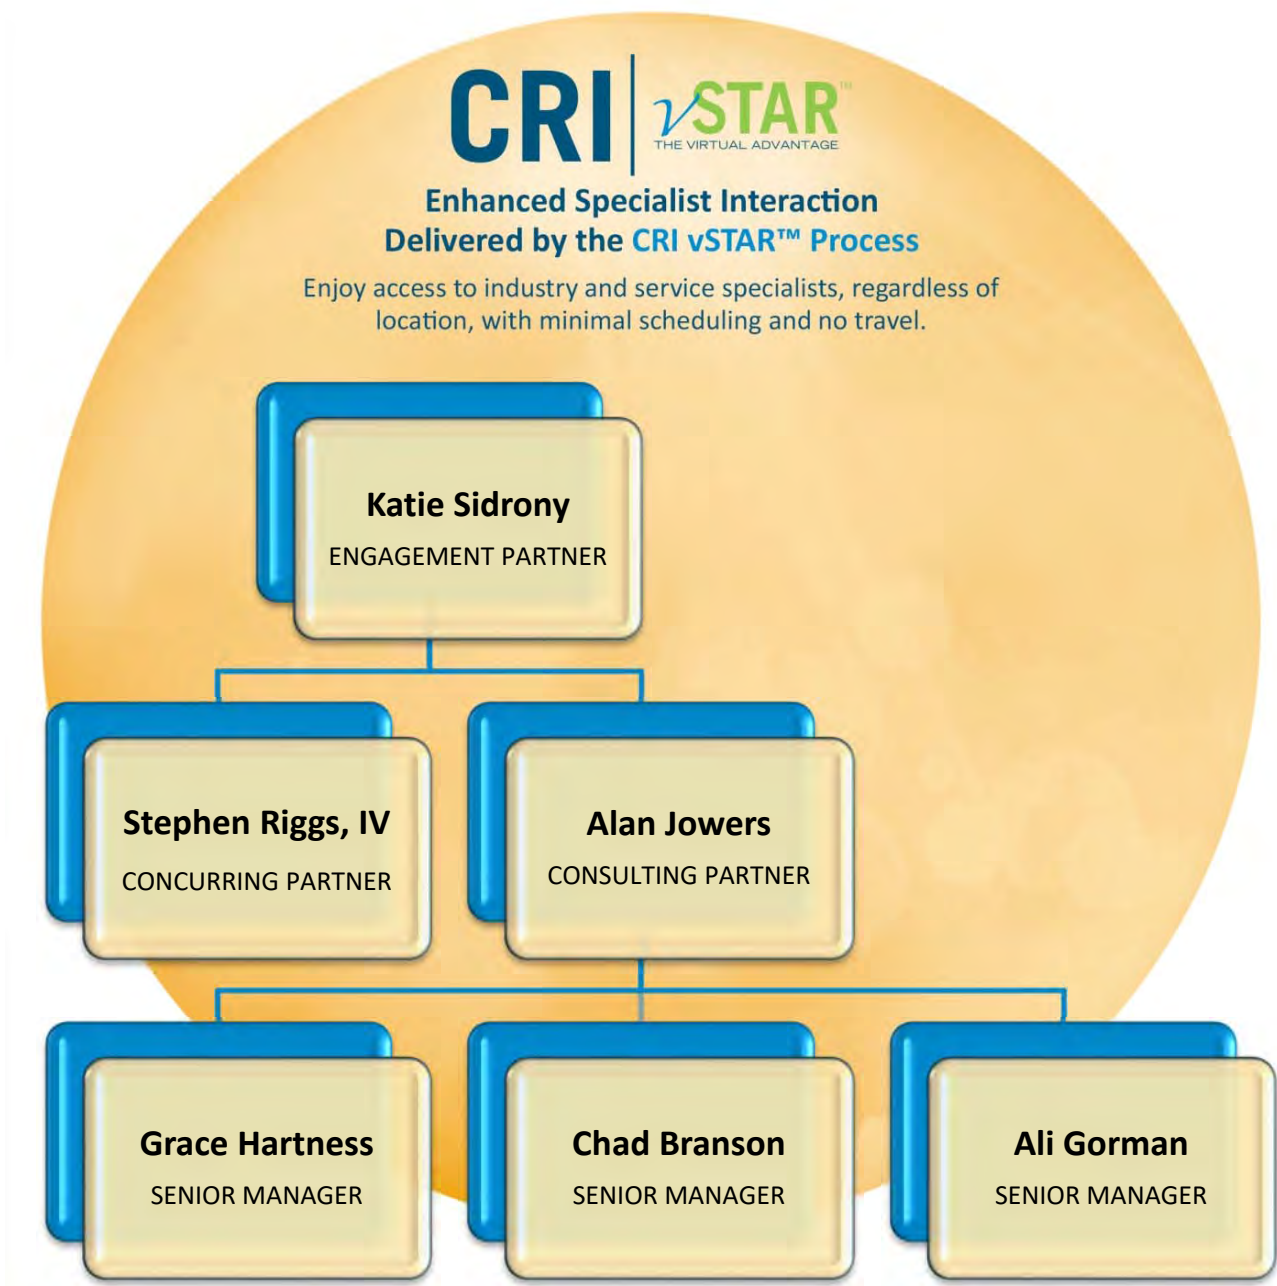 CRI vSTAR™
THE VIRTUAL ADVANTAGE
Enhanced Specialist Interaction
Delivered by the CRI vSTAR™ Process
Enjoy access to industry and service specialists, regardless of
location, with minimal scheduling and no travel.
Katie Sidrony
ENGAGEMENT PARTNER
Stephen Riggs, IV
CONCURRING PARTNER
Alan Jowers
CONSULTING PARTNER
Grace Hartness
SENIOR MANAGER
Chad Branson
SENIOR MANAGER
Ali Gorman
SENIOR MANAGER